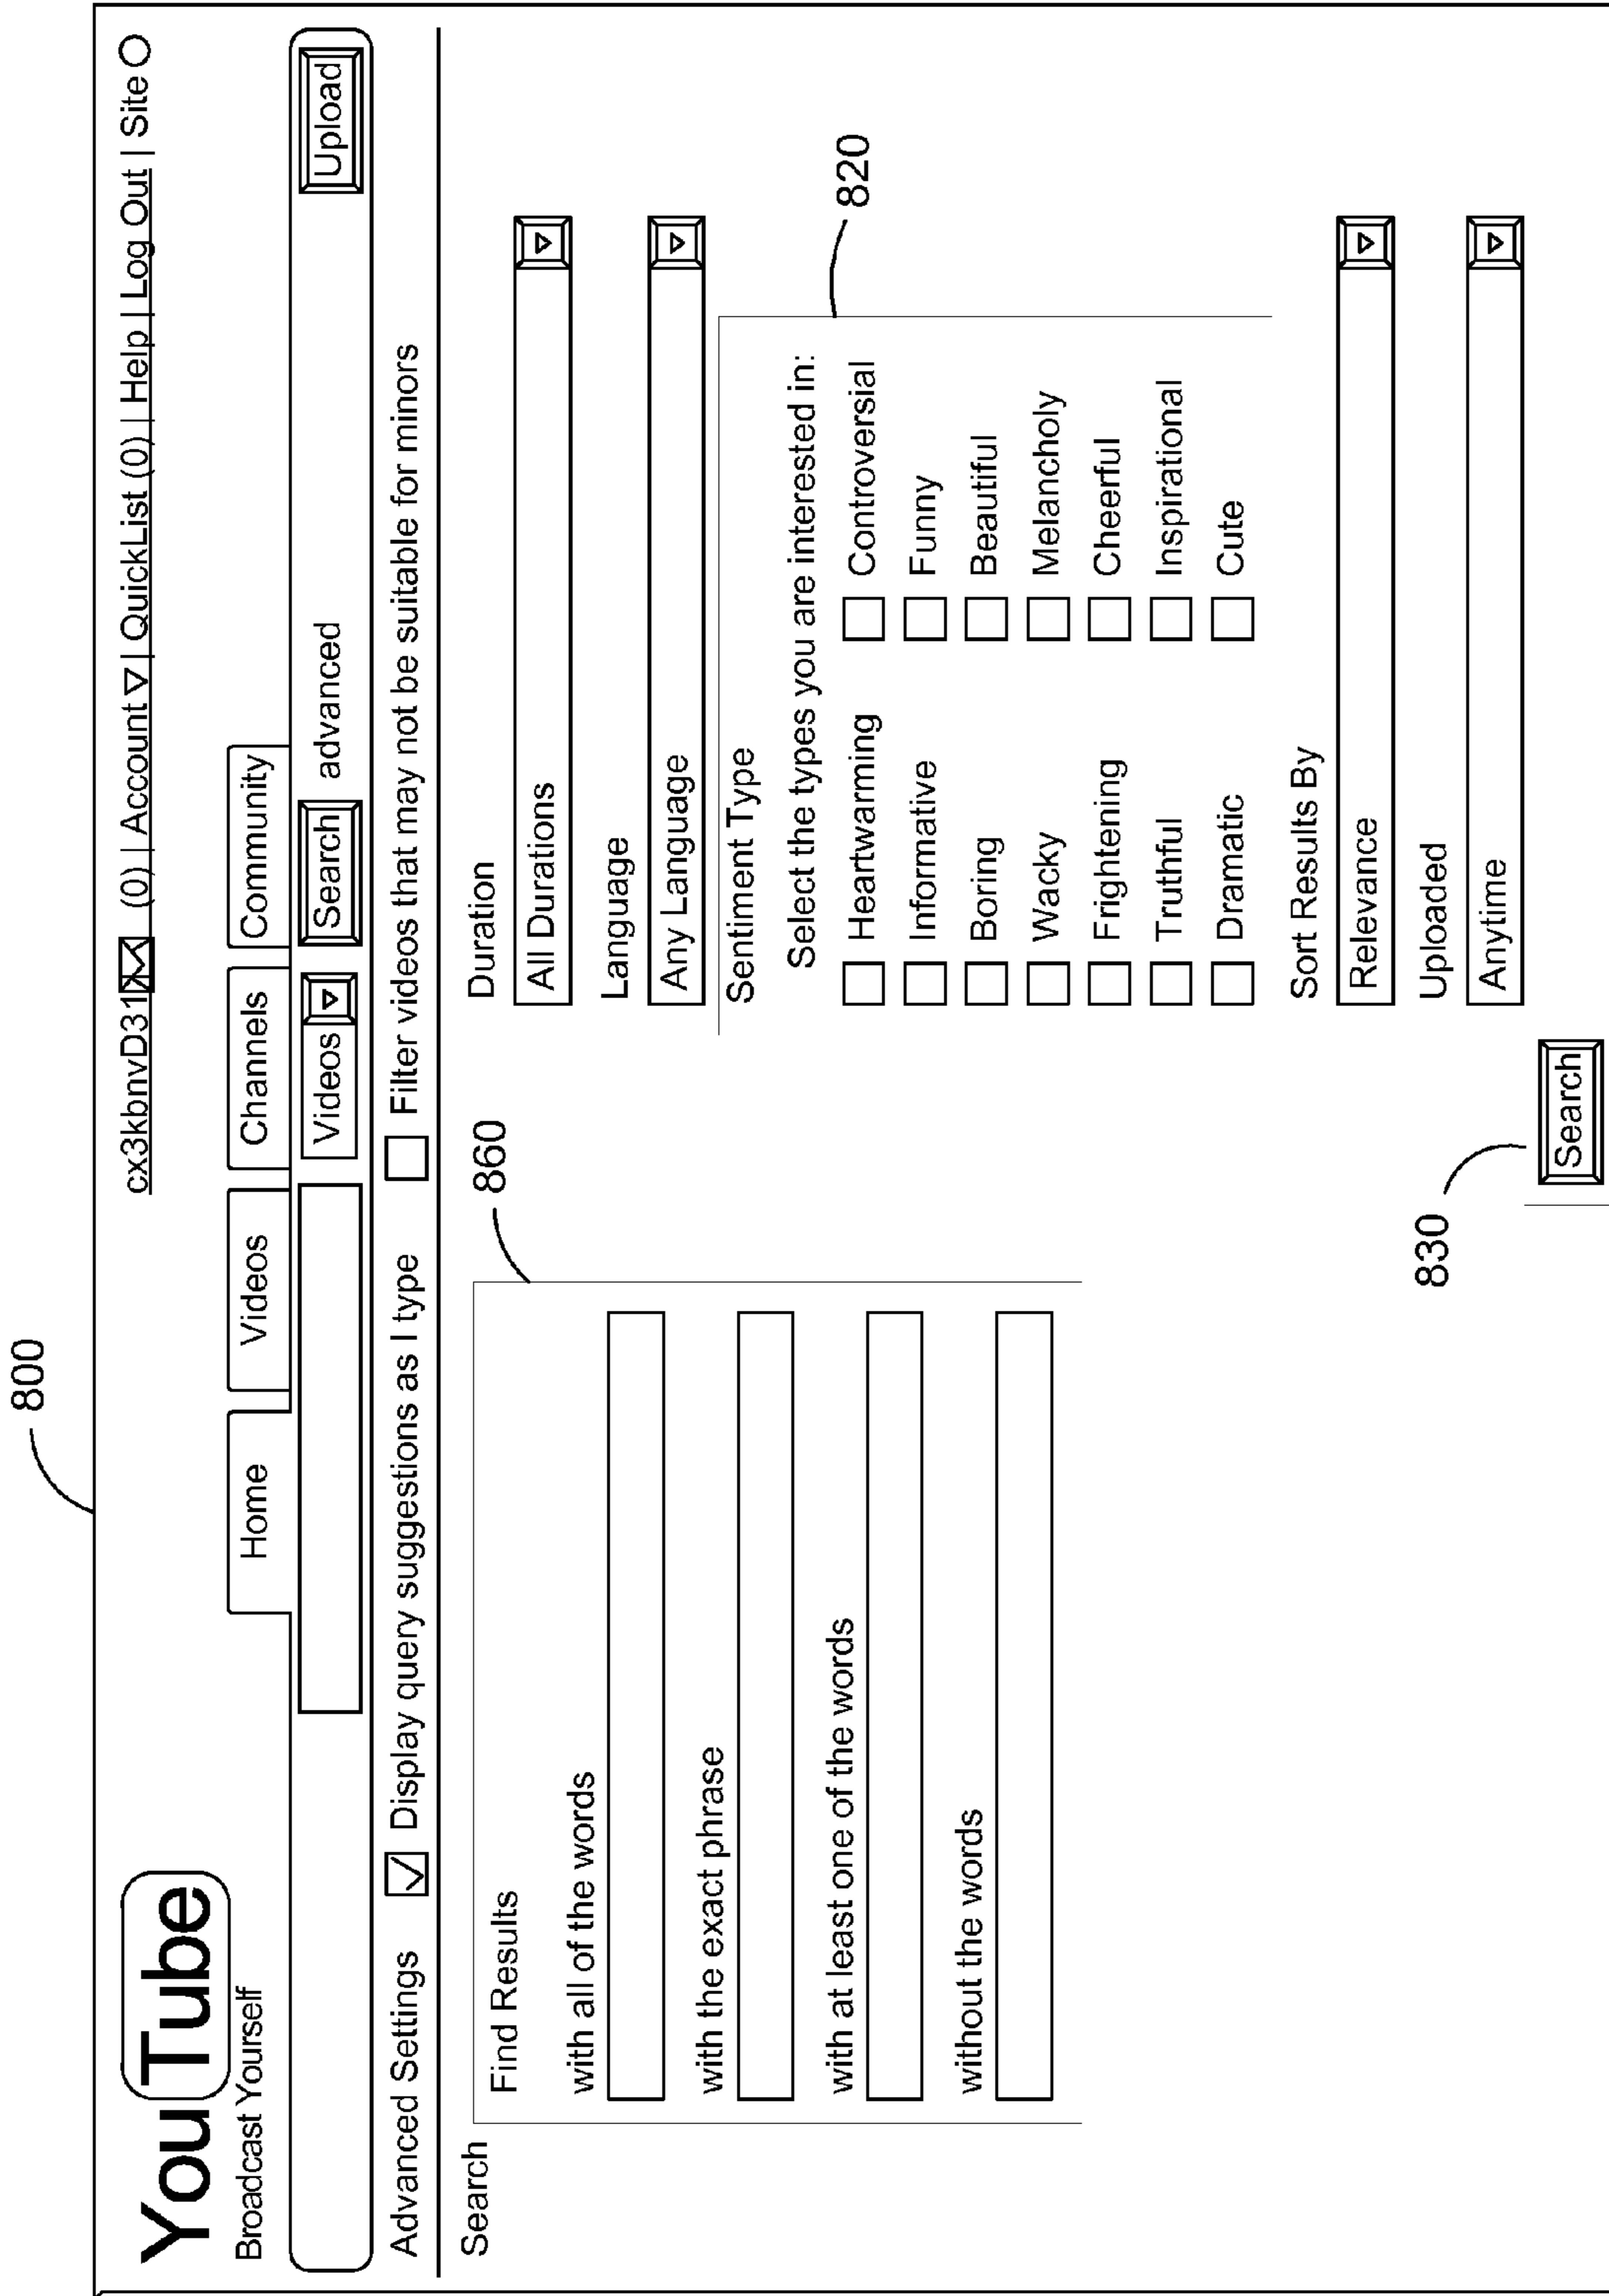 800
YouTube
Broadcast Yourself
cx3kbnvD31 (0) | Account ▽ | QuickList (0) | Help | Log Out | Site
Home
Videos
Channels
Community
Videos
Search
advanced
Upload
Advanced Settings
Display query suggestions as I type
Filter videos that may not be suitable for minors
Search
860
Find Results
with all of the words
with the exact phrase
with at least one of the words
without the words
Duration
All Durations
Language
Any Language
820
Sentiment Type
Select the types you are interested in:
Heartwarming Controversial
Informative Funny
Boring Beautiful
Wacky Melancholy
Frightening Cheerful
Truthful Inspirational
Dramatic Cute
Sort Results By
Relevance
Uploaded
Anytime
830
Search